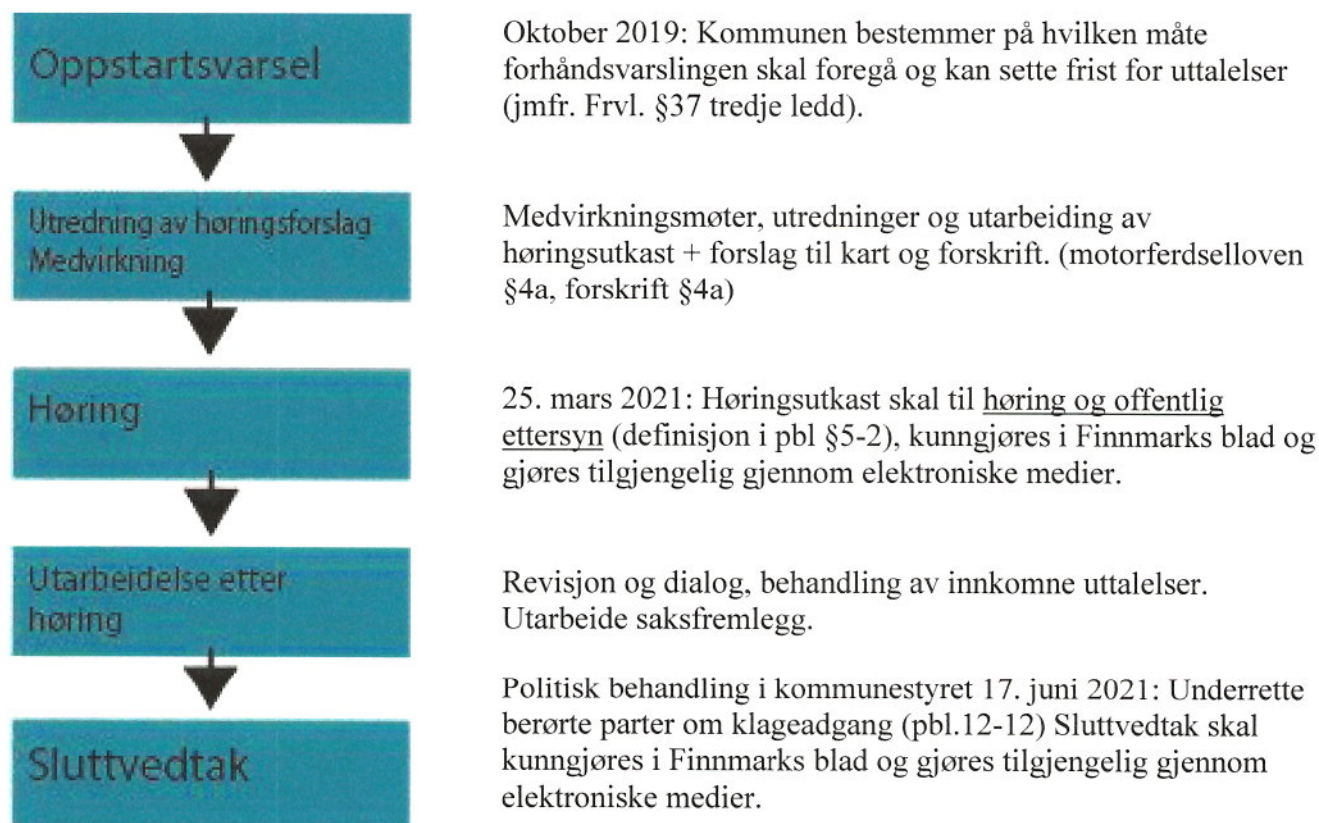 Oppstartsvarsel
Oktober 2019: Kommunen bestemmer på hvilken måte
forhåndsvarslingen skal foregå og kan sette frist for uttalelser
(jmfr. Frvl. §37 tredje ledd).
Utredning av høringsforslag
Medvirkning
Medvirkningsmøter, utredninger og utarbeiding av
høringsutkast + forslag til kart og forskrift. (motorferdselloven
§4a, forskrift §4a)
Høring
25. mars 2021: Høringsutkast skal til høring og offentlig
ettersyn (definisjon i pbl §5-2), kunngjøres i Finnmarks blad og
gjøres tilgjengelig gjennom elektroniske medier.
Utarbeidelse etter
høring
Revisjon og dialog, behandling av innkomne uttalelser.
Utarbeide saksfremlegg.
Sluttvedtak
Politisk behandling i kommunestyret 17. juni 2021: Underrette
berørte parter om klageadgang (pbl.12-12) Sluttvedtak skal
kunngjøres i Finnmarks blad og gjøres tilgjengelig gjennom
elektroniske medier.